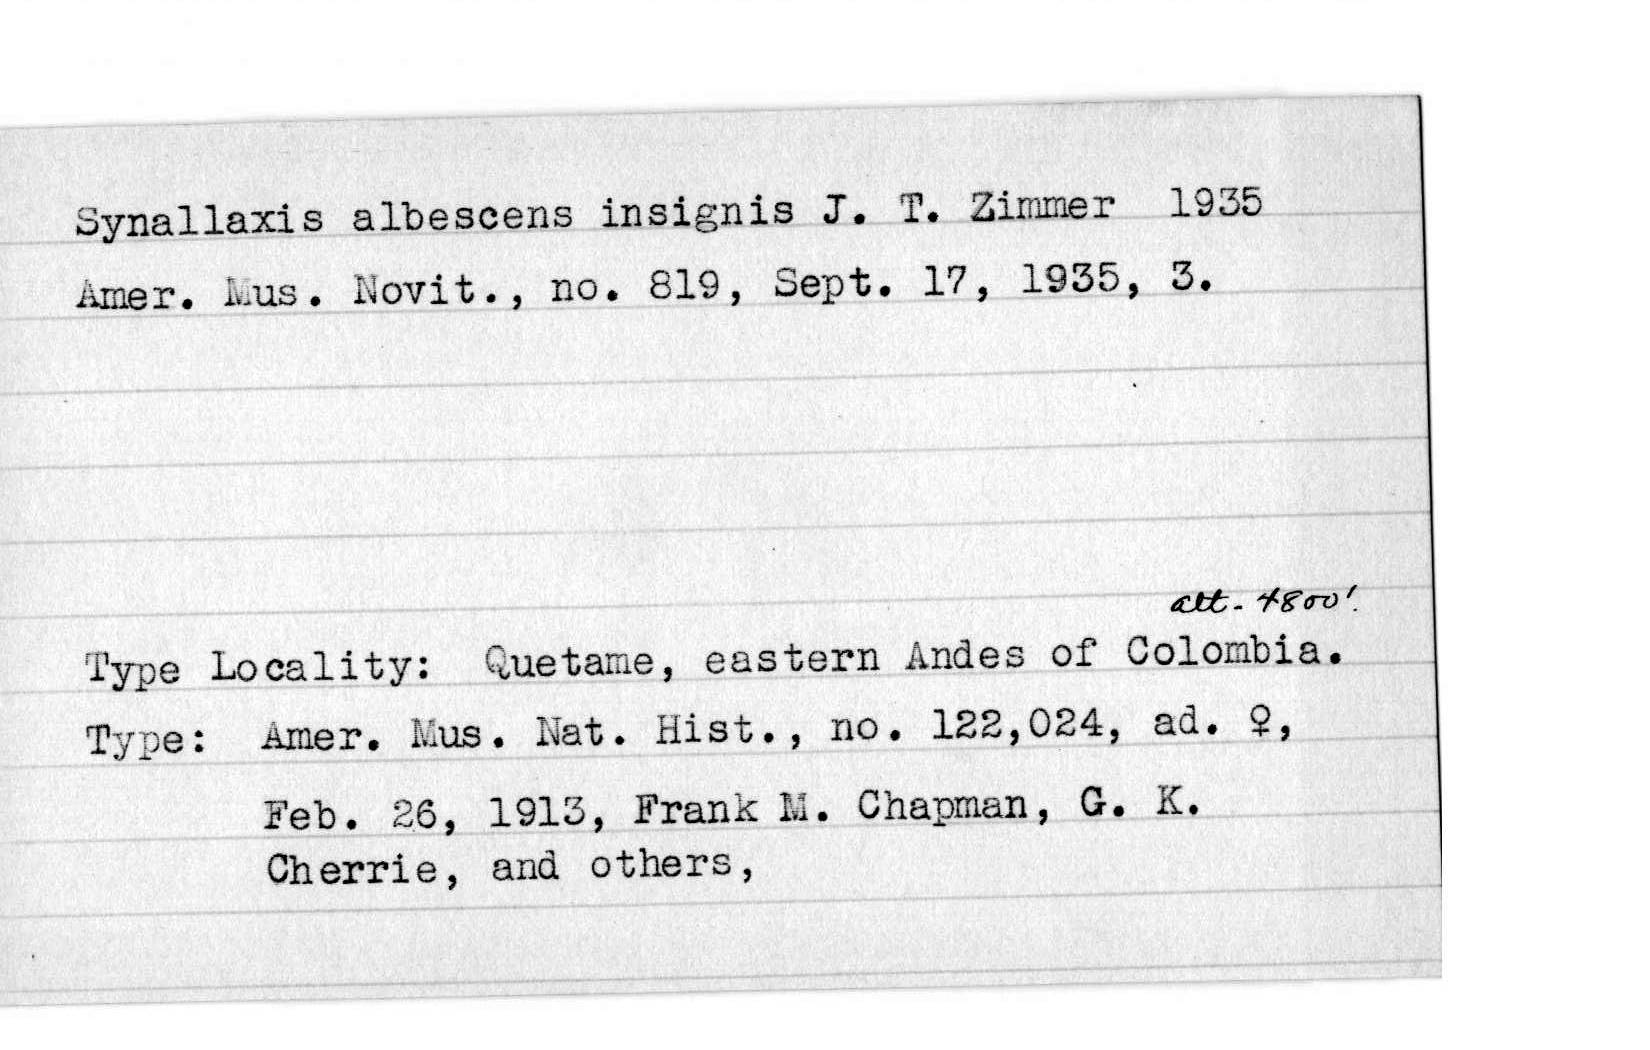 Synallaxis albescens insignis J. T. Zimmer 1935
Amer. Mus. Novit., no. 819, Sept. 17, 1935, 3.
alt. 4800'.
Type Locality: Quetame, eastern Andes of Colombia.
Type: Amer. Mus. Nat. Hist., no. 122,024, ad. ♀,
Feb. 26, 1913, Frank M. Chapman, G. K.
Cherrie, and others,